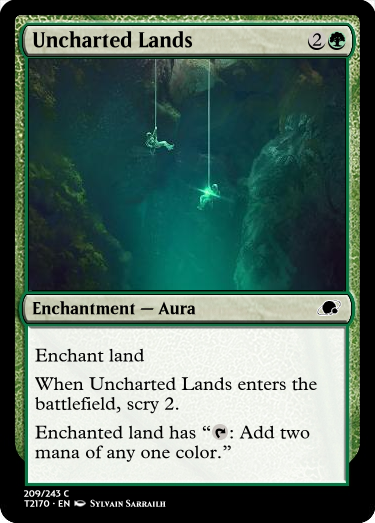 Uncharted Lands 2
Enchantment — Aura
Enchant land
When Uncharted Lands enters the
battlefield, scry 2.
Enchanted land has “: Add two
mana of any one color.”
209/243 C
T2170 • EN Sylvain Sarrailh